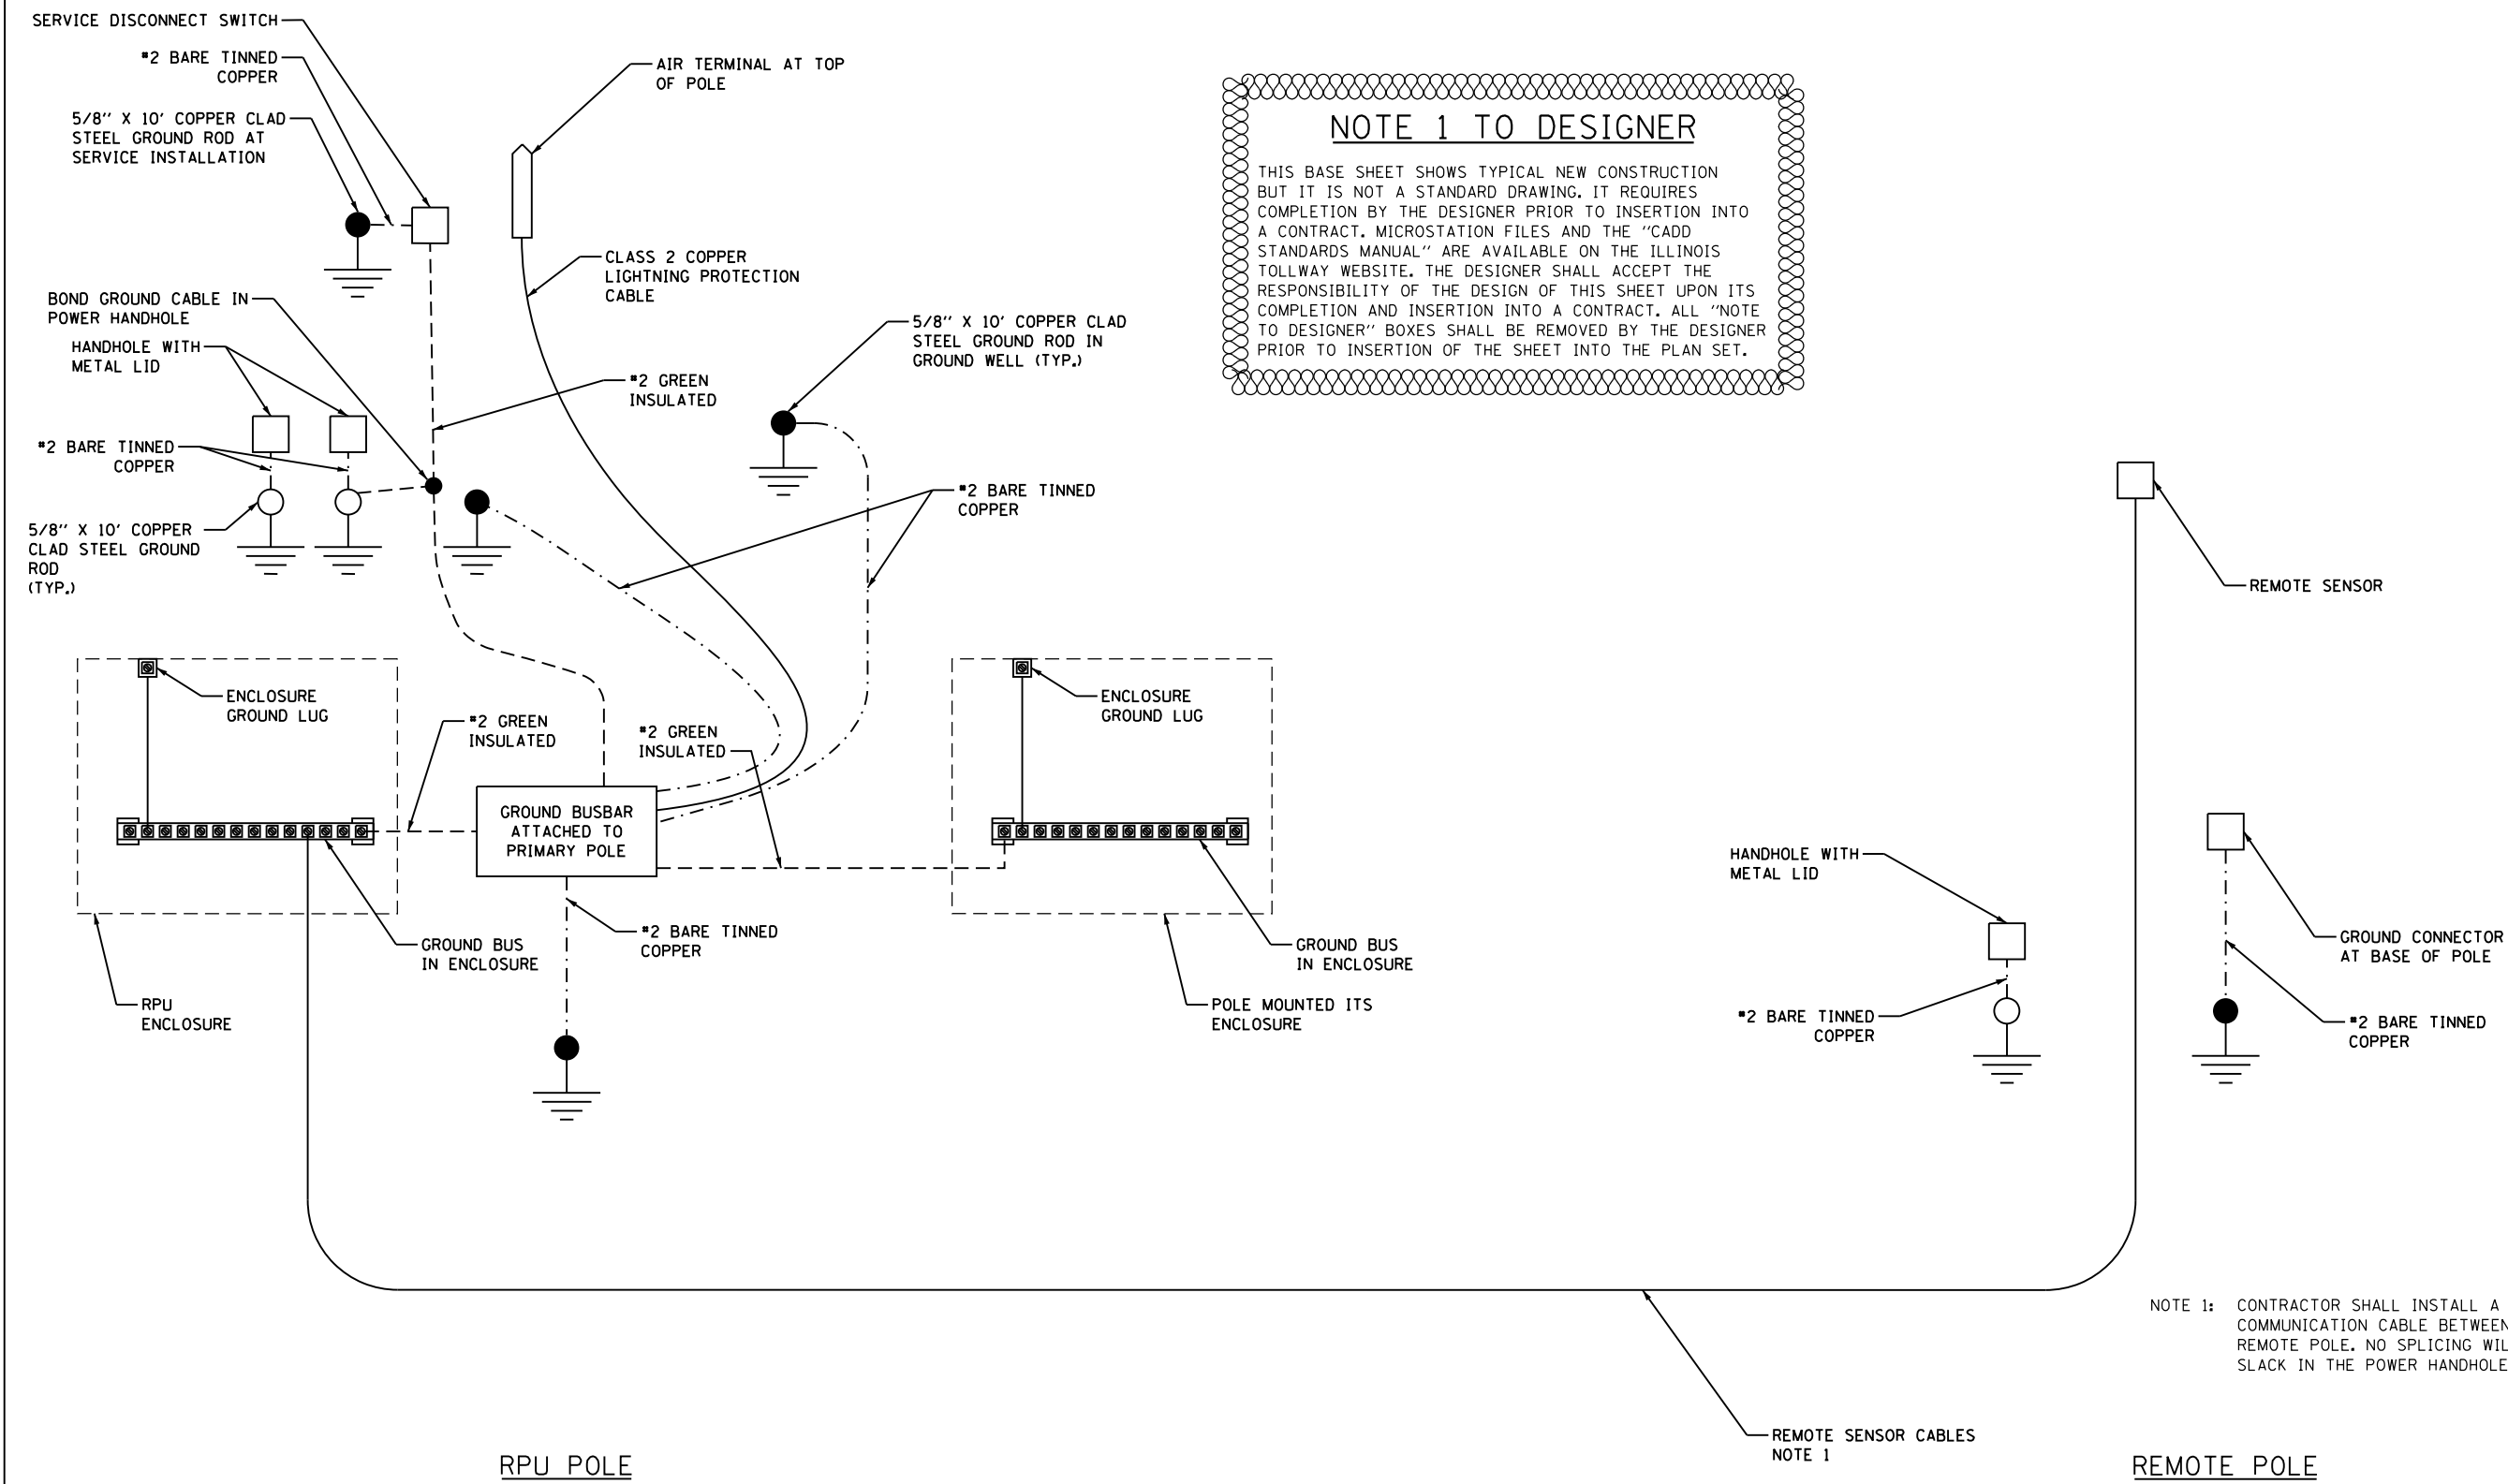 SERVICE DISCONNECT SWITCH
#2 BARE TINNED
COPPER
5/8" X 10' COPPER CLAD
STEEL GROUND ROD AT
SERVICE INSTALLATION
AIR TERMINAL AT TOP
OF POLE
CLASS 2 COPPER
LIGHTNING PROTECTION
CABLE
BOND GROUND CABLE IN
POWER HANDHOLE
HANDHOLE WITH
METAL LID
#2 GREEN
INSULATED
5/8" X 10' COPPER CLAD
STEEL GROUND ROD IN
GROUND WELL (TYP.)
#2 BARE TINNED
COPPER
#2 BARE TINNED
COPPER
5/8" X 10' COPPER
CLAD STEEL GROUND
ROD
(TYP.)
NOTE 1 TO DESIGNER
THIS BASE SHEET SHOWS TYPICAL NEW CONSTRUCTION
BUT IT IS NOT A STANDARD DRAWING. IT REQUIRES
COMPLETION BY THE DESIGNER PRIOR TO INSERTION INTO
A CONTRACT. MICROSTATION FILES AND THE "CADD
STANDARDS MANUAL" ARE AVAILABLE ON THE ILLINOIS
TOLLWAY WEBSITE. THE DESIGNER SHALL ACCEPT THE
RESPONSIBILITY OF THE DESIGN OF THIS SHEET UPON ITS
COMPLETION AND INSERTION INTO A CONTRACT. ALL "NOTE
TO DESIGNER" BOXES SHALL BE REMOVED BY THE DESIGNER
PRIOR TO INSERTION OF THE SHEET INTO THE PLAN SET.
REMOTE SENSOR
ENCLOSURE
GROUND LUG
#2 GREEN
INSULATED
#2 GREEN
INSULATED
ENCLOSURE
GROUND LUG
GROUND BUSBAR
ATTACHED TO
PRIMARY POLE
GROUND BUS
IN ENCLOSURE
#2 BARE TINNED
COPPER
GROUND BUS
IN ENCLOSURE
RPU
ENCLOSURE
POLE MOUNTED ITS
ENCLOSURE
HANDHOLE WITH
METAL LID
#2 BARE TINNED
COPPER
GROUND CONNECTOR
AT BASE OF POLE
#2 BARE TINNED
COPPER
NOTE 1: CONTRACTOR SHALL INSTALL A
COMMUNICATION CABLE BETWEEN
REMOTE POLE. NO SPLICING WIL
SLACK IN THE POWER HANDHOLE
REMOTE SENSOR CABLES
NOTE 1
RPU POLE
REMOTE POLE